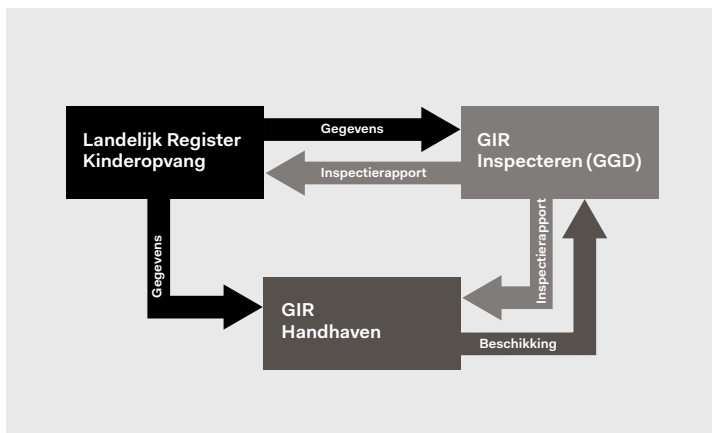 Landelijk Register
Kinderopvang
Gegevens
Inspectierapport
GIR
Inspecteren (GGD)
Gegevens
Inspectierapport
GIR
Handhaven
Beschikking